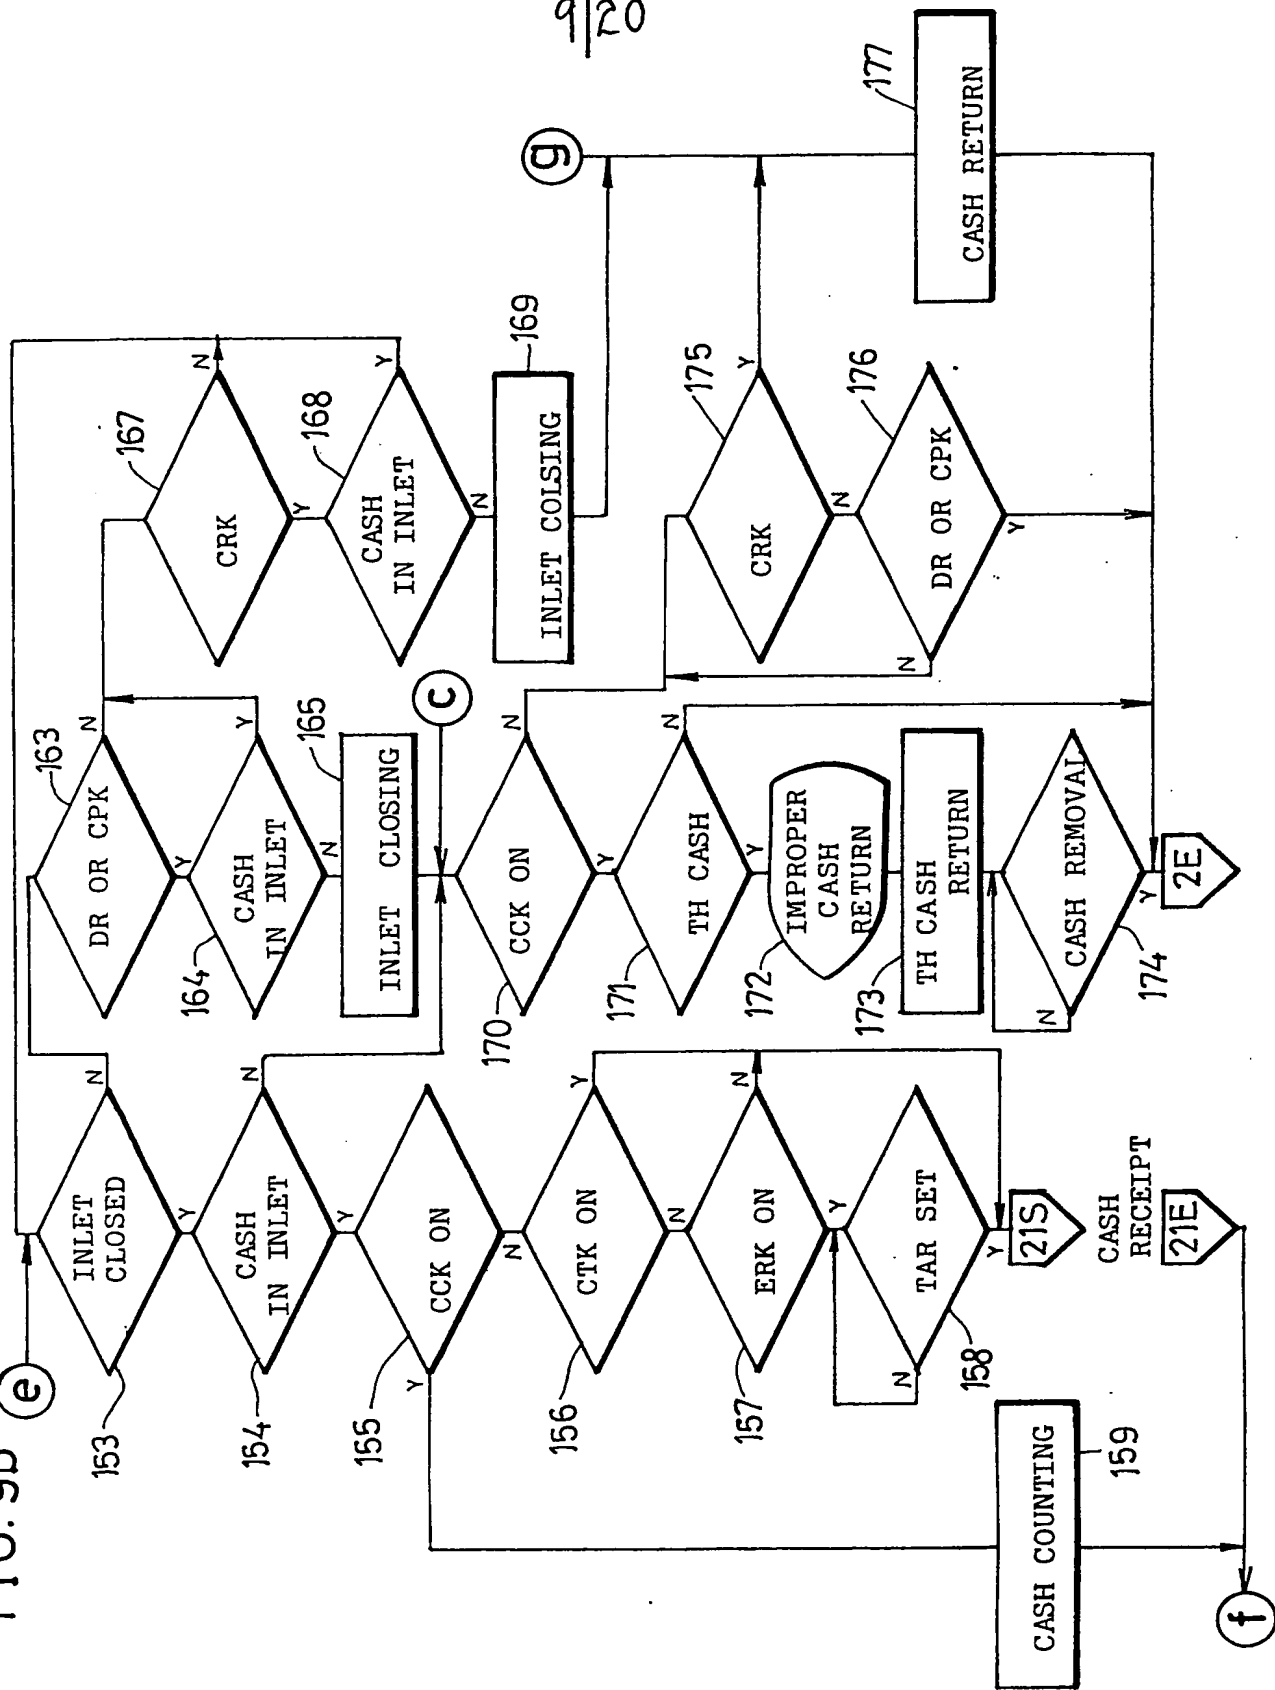 9/20
FIG. 9b
e
153
INLET
CLOSED
N
Y
154
CASH
IN INLET
N
Y
155
CCK ON
Y
N
156
CTK ON
Y
N
157
ERK ON
N
Y
158
TAR SET
N
Y
21S
CASH
RECEIPT
21E
CASH COUNTING
159
f
163
DR OR CPK
N
Y
164
CASH
IN INLET
Y
N
165
INLET CLOSING
C
170
CCK ON
N
Y
171
TH CASH
N
Y
172
IMPROPER
CASH
RETURN
173
TH CASH
RETURN
CASH REMOVAL
174
N
Y
2E
167
CRK
N
Y
168
CASH
IN INLET
Y
N
169
INLET COLSING
g
175
CRK
Y
N
176
DR OR CPK
N
Y
177
CASH RETURN